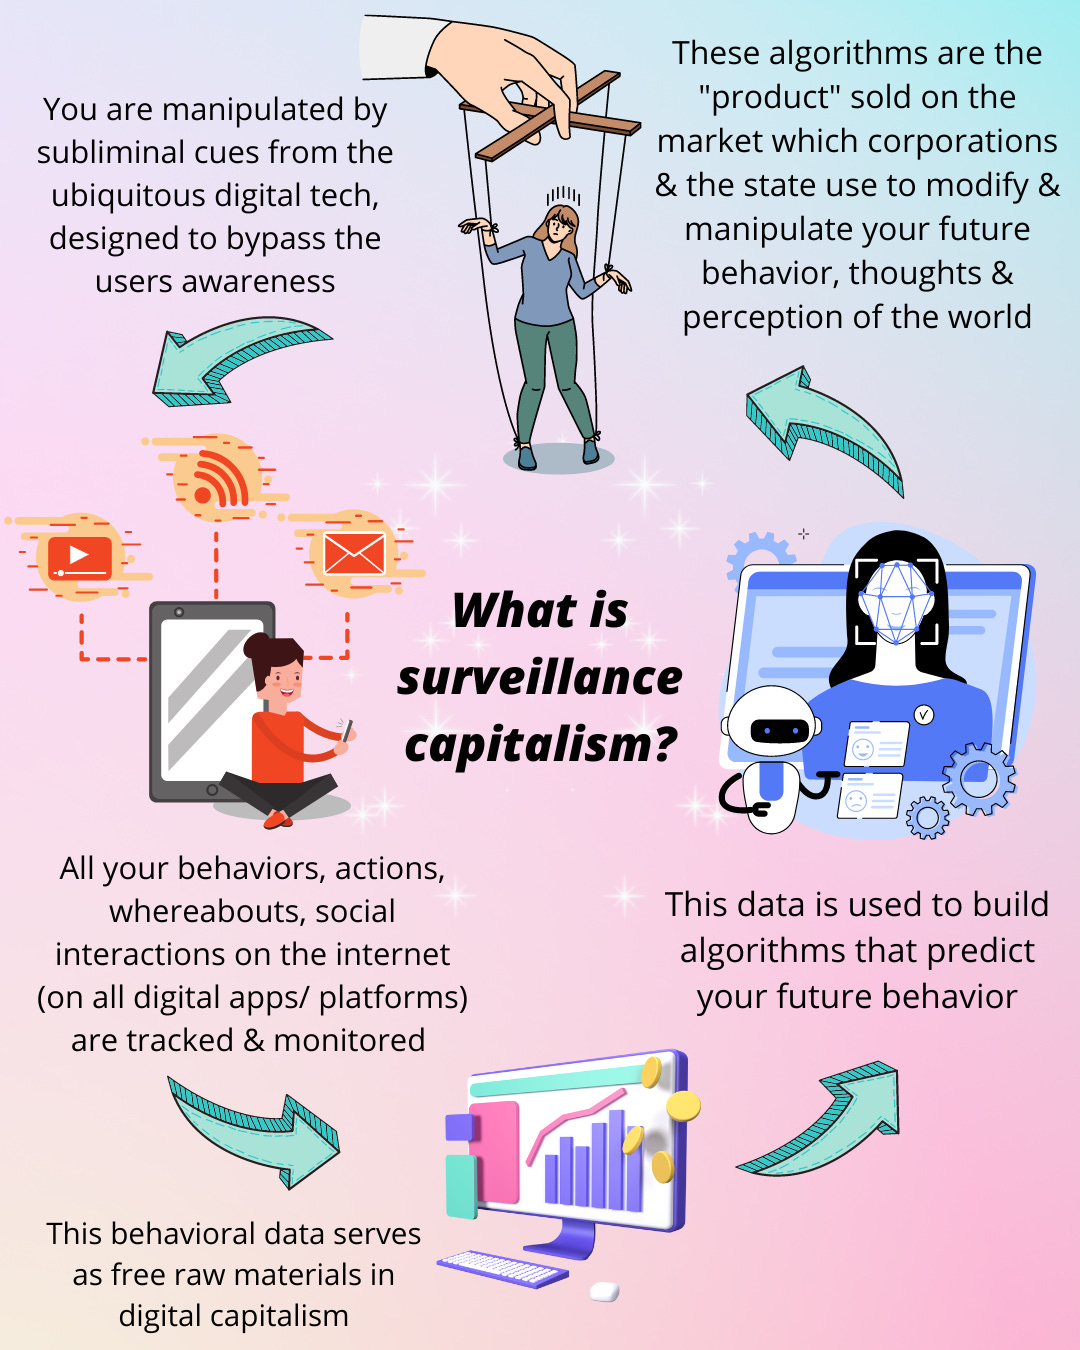 You are manipulated by
subliminal cues from the
ubiquitous digital tech,
designed to bypass the
users awareness
These algorithms are the
"product" sold on the
market which corporations
& the state use to modify &
manipulate your future
behavior, thoughts &
perception of the world
What is
surveillance
capitalism?
All your behaviors, actions,
whereabouts, social
interactions on the internet
(on all digital apps/ platforms)
are tracked & monitored
This data is used to build
algorithms that predict
your future behavior
This behavioral data serves
as free raw materials in
digital capitalism